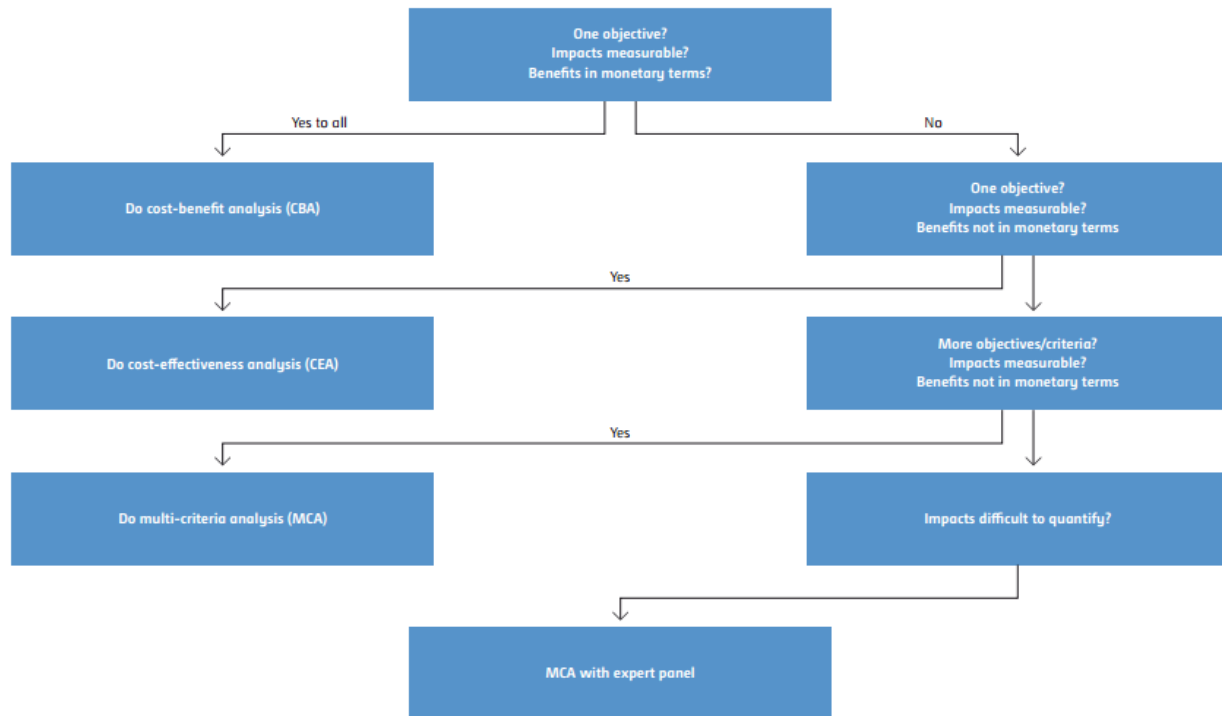 One objective?
Impacts measurable?
Benefits in monetary terms?
Yes to all
No
Do cost-benefit analysis (CBA)
One objective?
Impacts measurable?
Benefits not in monetary terms
Yes
Do cost-effectiveness analysis (CEA)
More objectives/criteria?
Impacts measurable?
Benefits not in monetary terms
Yes
Do multi-criteria analysis (MCA)
Impacts difficult to quantify?
MCA with expert panel